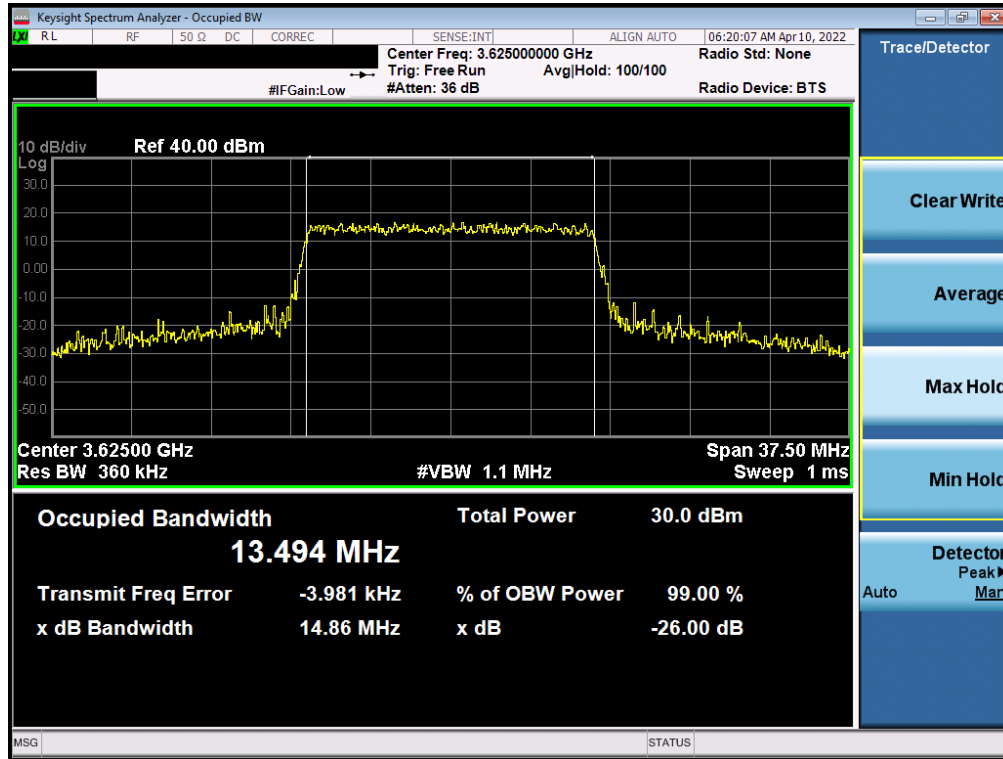 Keysight Spectrum Analyzer - Occupied BW
LXI RL RF 50 Ω DC CORREC SENSE:INT ALIGN AUTO 06:20:07 AM Apr 10, 2022
Center Freq: 3.625000000 GHz Radio Std: None
Trig: Free Run Avg|Hold: 100/100
#IFGain:Low #Atten: 36 dB Radio Device: BTS
Trace/Detector
10 dB/div Ref 40.00 dBm
Log
30.0
20.0
10.0
0.00
-10.0
-20.0
-30.0
-40.0
-50.0
Center 3.62500 GHz Span 37.50 MHz
Res BW 360 kHz #VBW 1.1 MHz Sweep 1 ms
Occupied Bandwidth Total Power 30.0 dBm
13.494 MHz
Transmit Freq Error -3.981 kHz % of OBW Power 99.00 %
x dB Bandwidth 14.86 MHz x dB -26.00 dB
Clear Write
Average
Max Hold
Min Hold
Detector
Peak
Auto Man
MSG STATUS